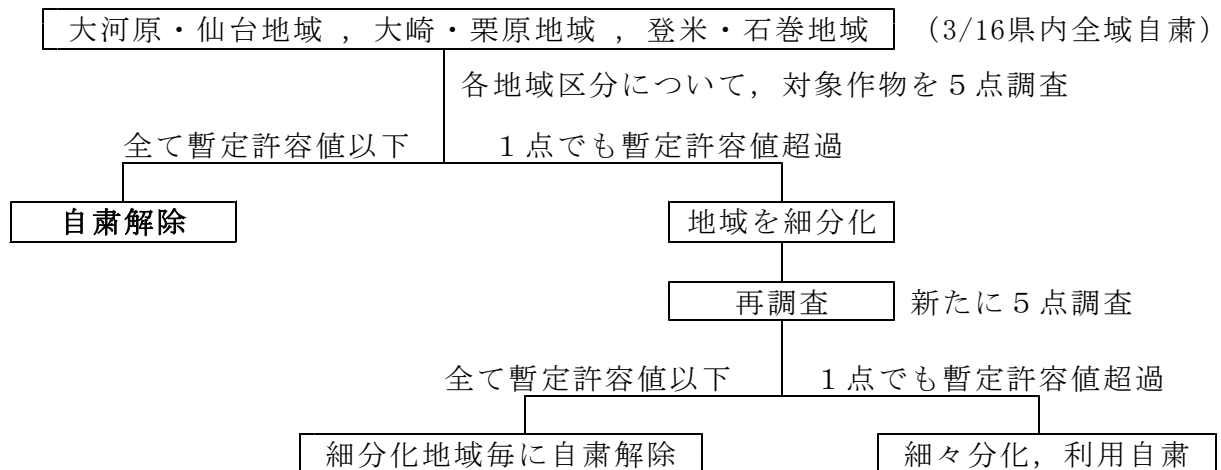 大河原・仙台地域 ，大崎・栗原地域 ，登米・石巻地域 （3/16県内全域自粛）
各地域区分について，対象作物を５点調査
全て暫定許容値以下 １点でも暫定許容値超過
自粛解除 地域を細分化
再調査 新たに５点調査
全て暫定許容値以下 １点でも暫定許容値超過
細分化地域毎に自粛解除 細々分化，利用自粛